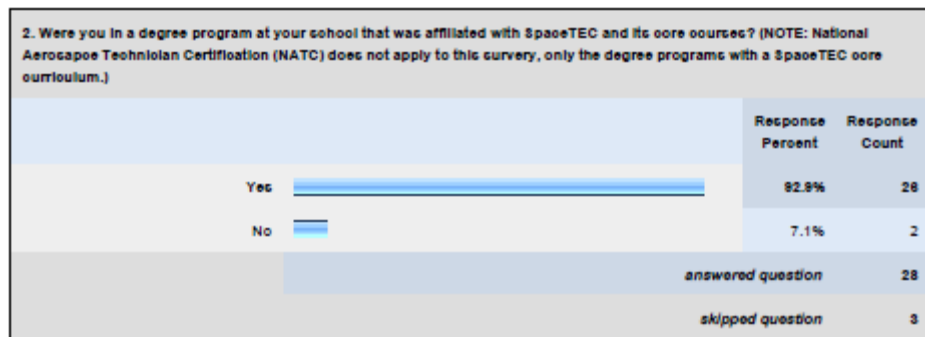 2. Were you in a degree program at your school that was affiliated with SpaceTEC and its core courses? (NOTE: National
Aerosapce Technician Certification (NATC) does not apply to this survery, only the degree programs with a SpaceTEC core
curriculum.)
Response Percent
Response Count
Yes 92.9% 26
No 7.1% 2
answered question 28
skipped question 3